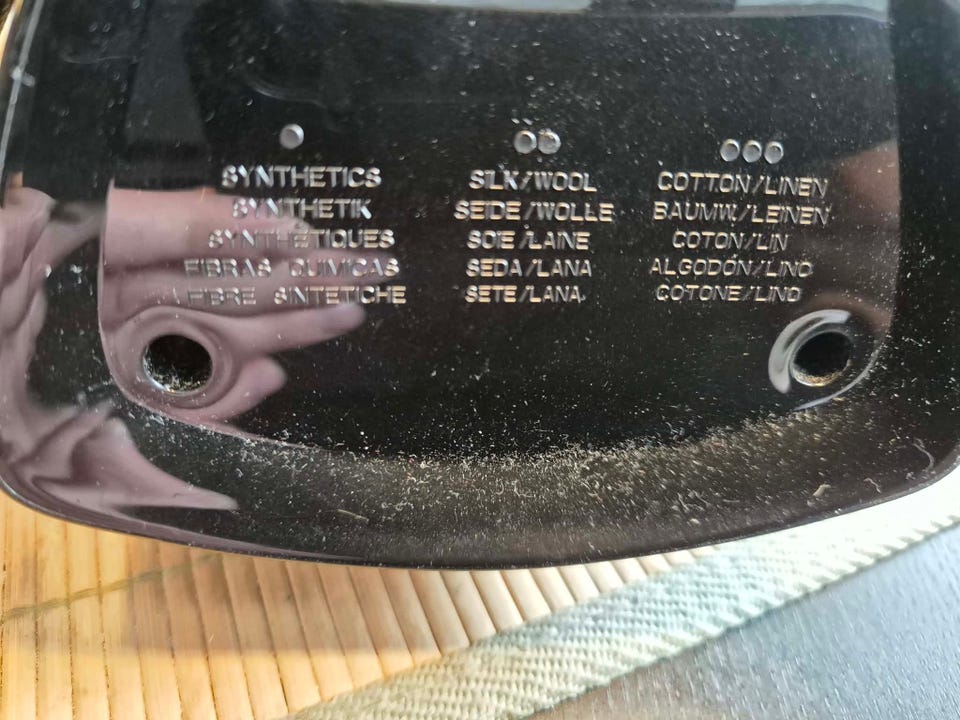 SYNTHETICS SILK/WOOL COTTON/LINEN
SYNTHETIK SEIDE/WOLLE BAUMW./LEINEN
SYNTHETIQUES SOIE/LAINE COTON/LIN
FIBRAS QUIMICAS SEDA/LANA ALGODÓN/LINO
FIBRE SINTETICHE SETE/LANA COTONE/LINO